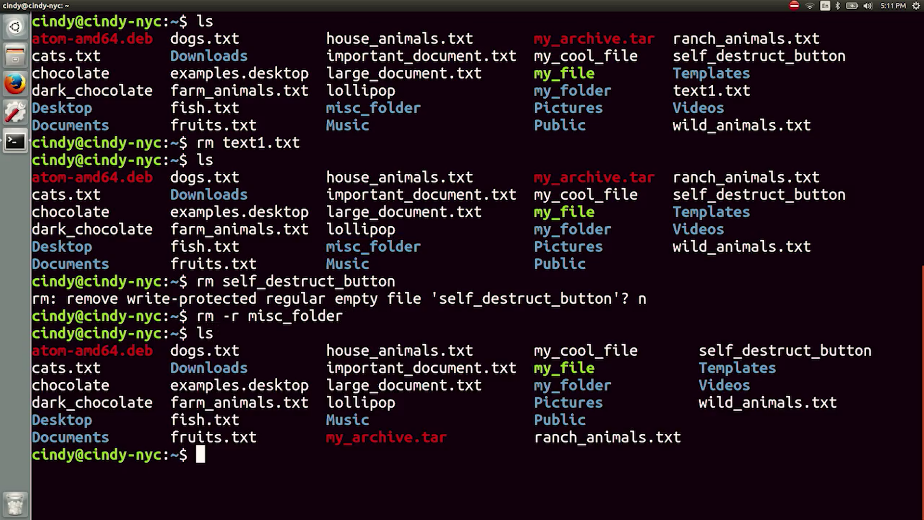 cindy@cindy-nyc: ~
En
5:11 PM
cindy@cindy-nyc:~$ ls
atom-amd64.deb dogs.txt house_animals.txt my_archive.tar ranch_animals.txt
cats.txt Downloads important_document.txt my_cool_file self_destruct_button
chocolate examples.desktop large_document.txt my_file Templates
dark_chocolate farm_animals.txt lollipop my_folder text1.txt
Desktop fish.txt misc_folder Pictures Videos
Documents fruits.txt Music Public wild_animals.txt
cindy@cindy-nyc:~$ rm text1.txt
cindy@cindy-nyc:~$ ls
atom-amd64.deb dogs.txt house_animals.txt my_archive.tar ranch_animals.txt
cats.txt Downloads important_document.txt my_cool_file self_destruct_button
chocolate examples.desktop large_document.txt my_file Templates
dark_chocolate farm_animals.txt lollipop my_folder Videos
Desktop fish.txt misc_folder Pictures wild_animals.txt
Documents fruits.txt Music Public
cindy@cindy-nyc:~$ rm self_destruct_button
rm: remove write-protected regular empty file 'self_destruct_button'? n
cindy@cindy-nyc:~$ rm -r misc_folder
cindy@cindy-nyc:~$ ls
atom-amd64.deb dogs.txt house_animals.txt my_cool_file self_destruct_button
cats.txt Downloads important_document.txt my_file Templates
chocolate examples.desktop large_document.txt my_folder Videos
dark_chocolate farm_animals.txt lollipop Pictures wild_animals.txt
Desktop fish.txt Music Public
Documents fruits.txt my_archive.tar ranch_animals.txt
cindy@cindy-nyc:~$